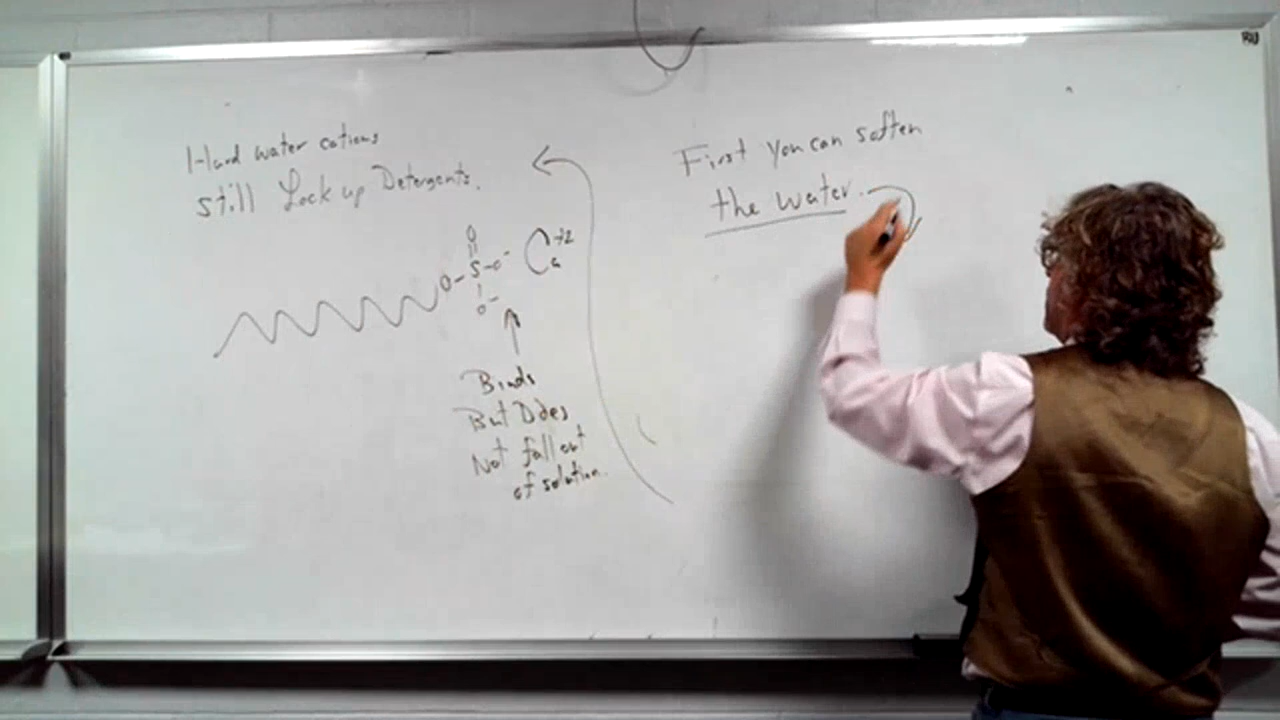 Hard water cations
still Lock up Detergents.
O
S
O
O-
O-
Ca+2
Binds
But Does
Not fall out
of solution.
First you can soften
the water.